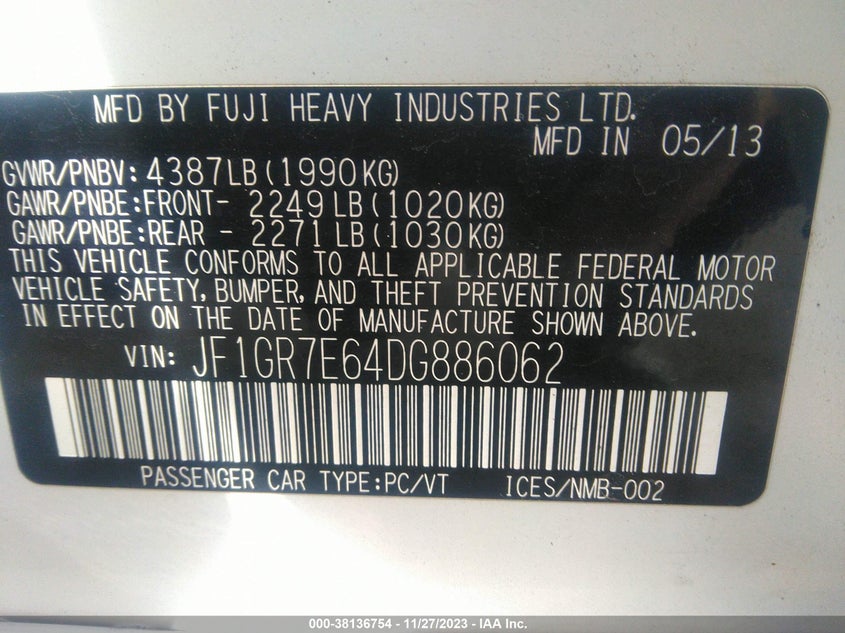 MFD BY FUJI HEAVY INDUSTRIES LTD.
MFD IN 05/13
GVWR/PNBV: 4387LB(1990KG)
GAWR/PNBE:FRONT- 2249LB(1020KG)
GAWR/PNBE:REAR - 2271LB(1030KG)
THIS VEHICLE CONFORMS TO ALL APPLICABLE FEDERAL MOTOR
VEHICLE SAFETY, BUMPER, AND THEFT PREVENTION STANDARDS
IN EFFECT ON THE DATE OF MANUFACTURE SHOWN ABOVE.
VIN: JF1GR7E64DG886062
PASSENGER CAR TYPE:PC/VT ICES/NMB-002
000-38136754 - 11/27/2023 - IAA Inc.